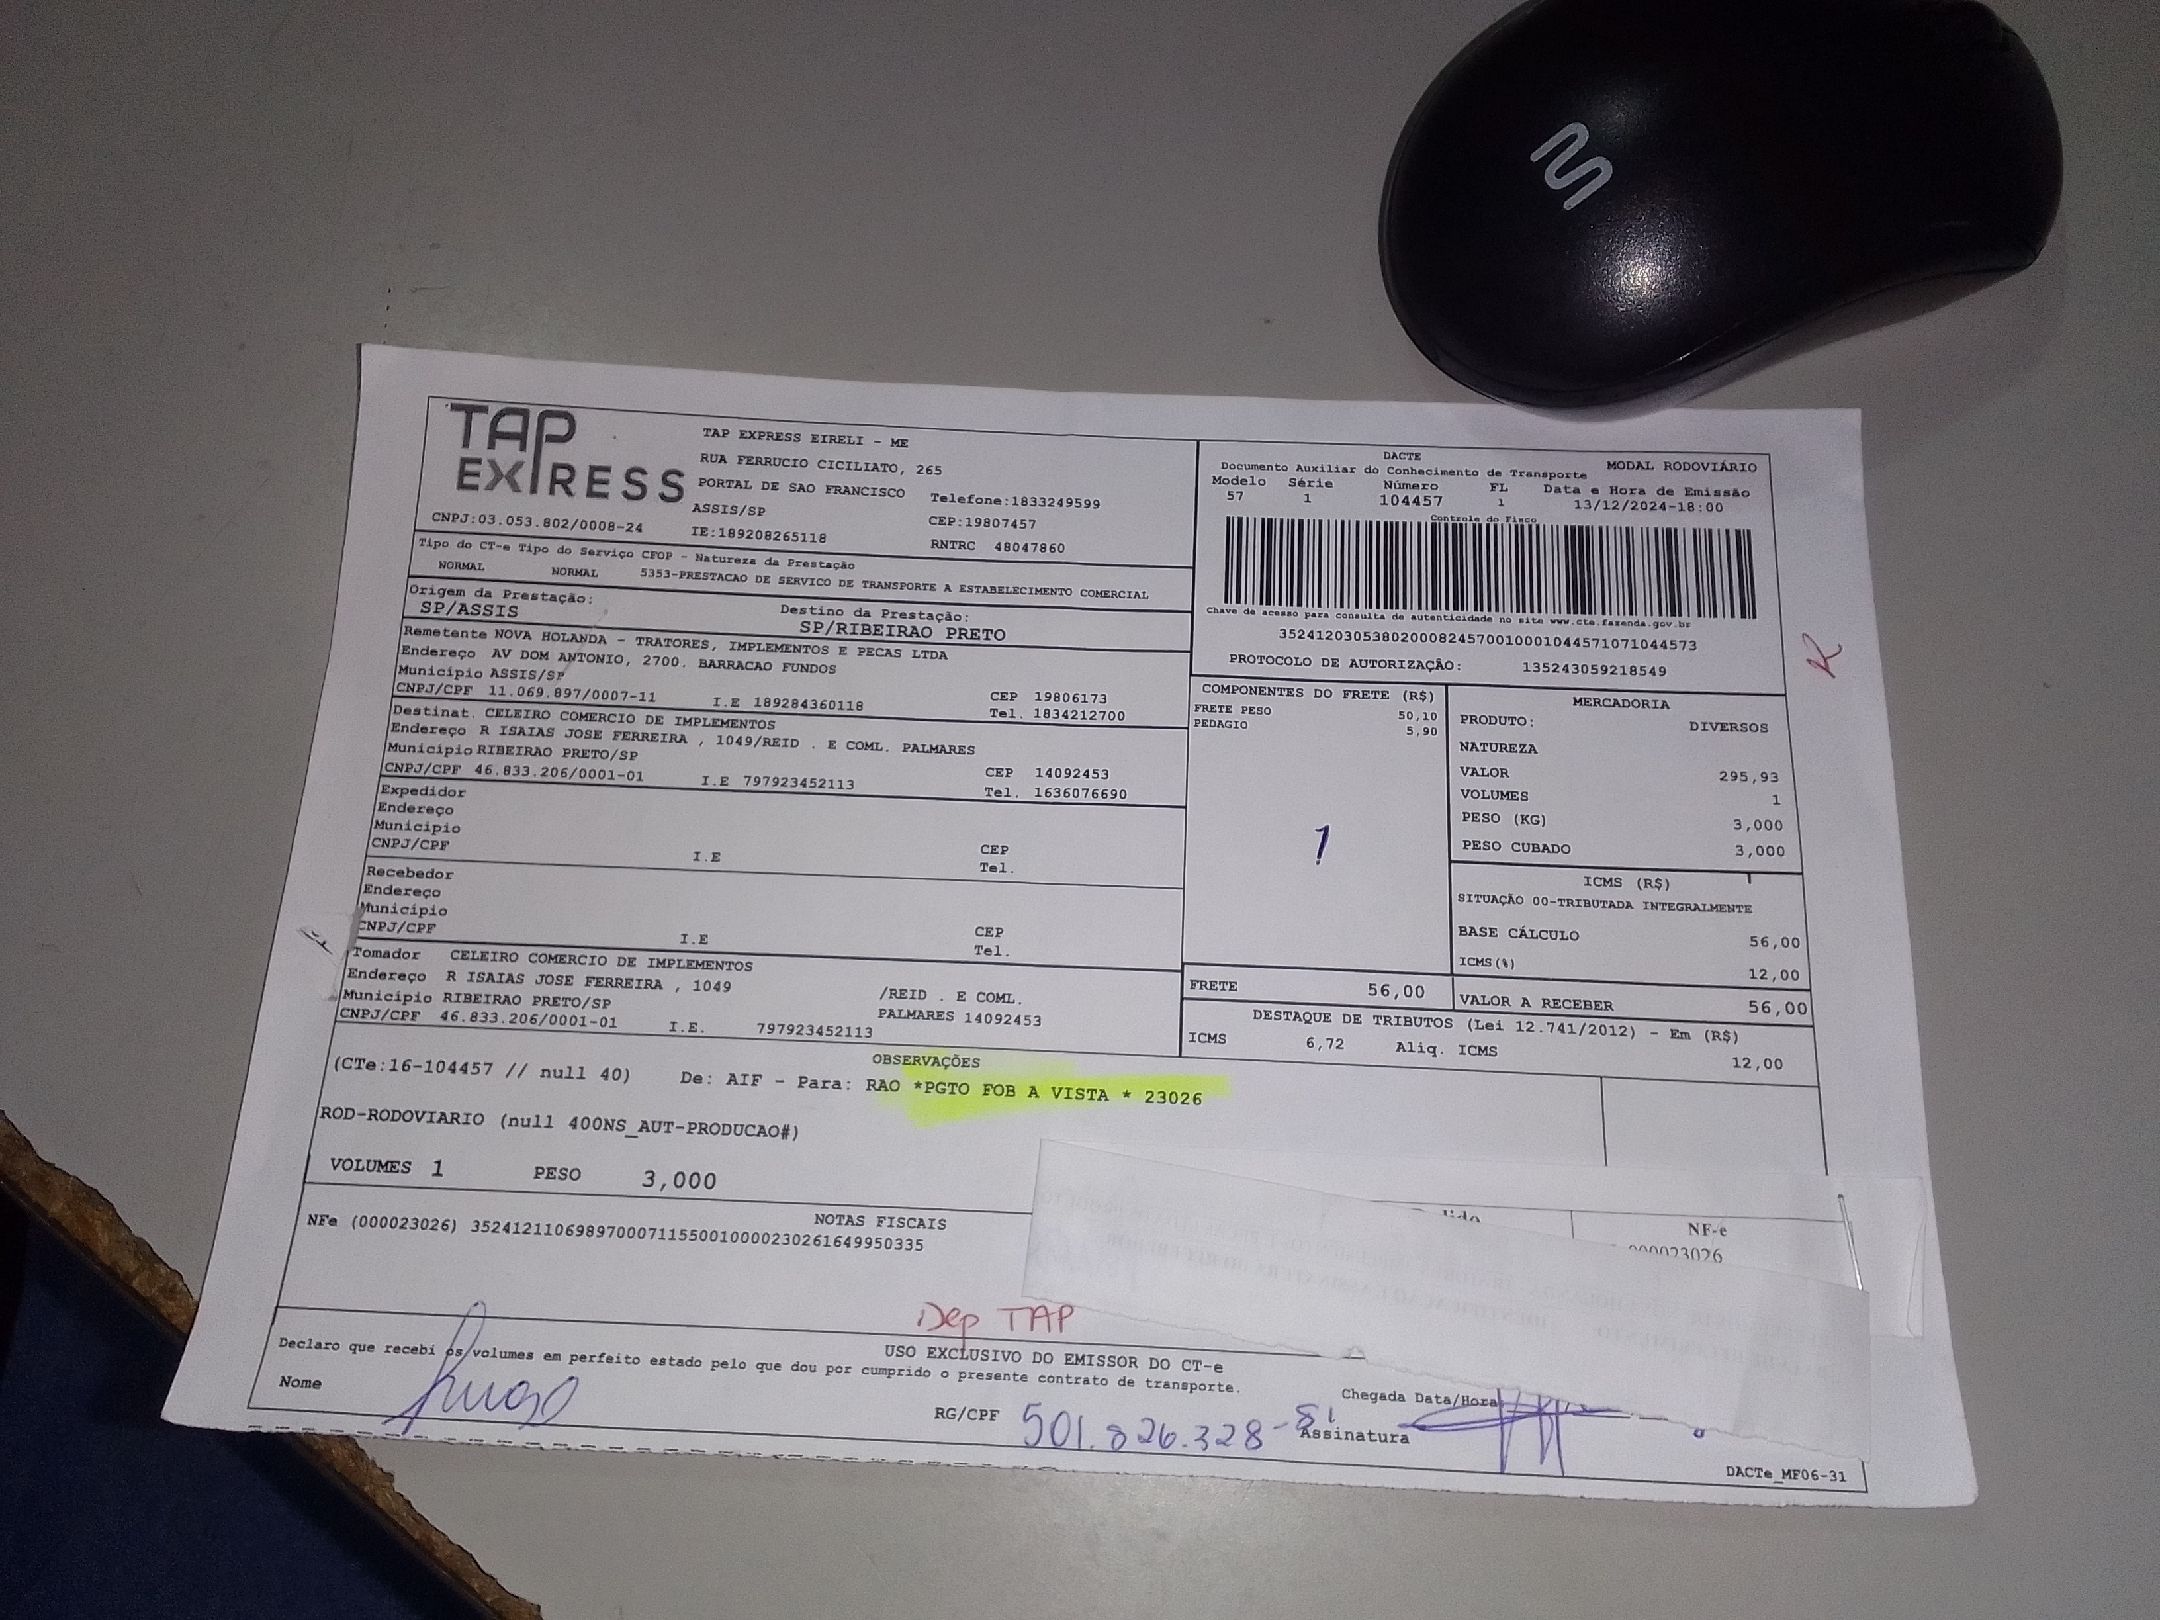 TAP EXPRESS
TAP EXPRESS EIRELI - ME
RUA FERRUCIO CICILIATO, 265
PORTAL DE SAO FRANCISCO Telefone:1833249599
ASSIS/SP CEP:19807457
CNPJ:03.053.802/0008-24 IE:189208265118 RNTRC 48047860
DACTE
Documento Auxiliar do Conhecimento de Transporte MODAL RODOVIÁRIO
Modelo Série Número FL Data e Hora de Emissão
57 1 104457 1 13/12/2024-18:00
Controle do Fisco
Chave de acesso para consulta de autenticidade no site www.cte.fazenda.gov.br
35241203053802000824570010001044571071044573
PROTOCOLO DE AUTORIZAÇÃO: 135243059218549
R
Tipo do CT-e Tipo do Serviço CFOP - Natureza da Prestação
NORMAL NORMAL 5353-PRESTACAO DE SERVICO DE TRANSPORTE A ESTABELECIMENTO COMERCIAL
Origem da Prestação: Destino da Prestação:
SP/ASSIS SP/RIBEIRAO PRETO
Remetente NOVA HOLANDA - TRATORES, IMPLEMENTOS E PECAS LTDA
Endereço AV DOM ANTONIO, 2700. BARRACAO FUNDOS
Município ASSIS/SP CEP 19806173
CNPJ/CPF 11.069.897/0007-11 I.E 189284360118 Tel. 1834212700
Destinat. CELEIRO COMERCIO DE IMPLEMENTOS
Endereço R ISAIAS JOSE FERREIRA , 1049/REID . E COML. PALMARES
Município RIBEIRAO PRETO/SP CEP 14092453
CNPJ/CPF 46.833.206/0001-01 I.E 797923452113 Tel. 1636076690
Expedidor
Endereço
Município CEP
CNPJ/CPF I.E Tel.
Recebedor
Endereço
Município CEP
CNPJ/CPF I.E Tel.
Tomador CELEIRO COMERCIO DE IMPLEMENTOS
Endereço R ISAIAS JOSE FERREIRA , 1049 /REID . E COML.
Município RIBEIRAO PRETO/SP PALMARES 14092453
CNPJ/CPF 46.833.206/0001-01 I.E. 797923452113
COMPONENTES DO FRETE (R$)
FRETE PESO 50,10
PEDAGIO 5,90
1
FRETE 56,00
MERCADORIA
PRODUTO: DIVERSOS
NATUREZA
VALOR 295,93
VOLUMES 1
PESO (KG) 3,000
PESO CUBADO 3,000
ICMS (R$)
SITUAÇÃO 00-TRIBUTADA INTEGRALMENTE
BASE CÁLCULO 56,00
ICMS(%) 12,00
VALOR A RECEBER 56,00
DESTAQUE DE TRIBUTOS (Lei 12.741/2012) - Em (R$)
ICMS 6,72 Aliq. ICMS 12,00
OBSERVAÇÕES
(CTe:16-104457 // null 40) De: AIF - Para: RAO *PGTO FOB A VISTA * 23026
ROD-RODOVIARIO (null 400NS_AUT-PRODUCAO#)
VOLUMES 1 PESO 3,000
NOTAS FISCAIS
NFe (000023026) 35241211069897000711550010000230261649950335
NF-e
000023026
Dep TAP
USO EXCLUSIVO DO EMISSOR DO CT-e
Declaro que recebi os volumes em perfeito estado pelo que dou por cumprido o presente contrato de transporte.
Nome RG/CPF 501.826.328-81 Chegada Data/Hora
Assinatura
DACTe_MF06-31